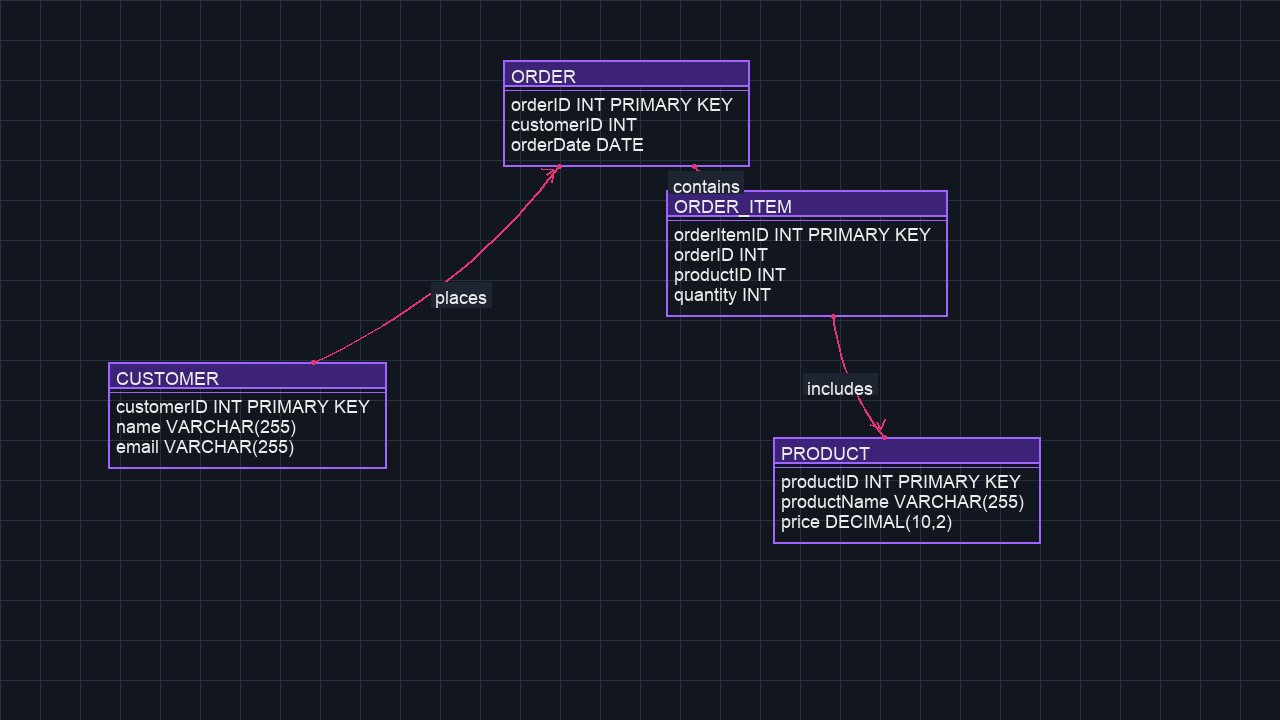 ORDER
orderID INT PRIMARY KEY
customerID INT
orderDate DATE
contains
ORDER_ITEM
orderItemID INT PRIMARY KEY
orderID INT
productID INT
quantity INT
places
CUSTOMER
customerID INT PRIMARY KEY
name VARCHAR(255)
email VARCHAR(255)
includes
PRODUCT
productID INT PRIMARY KEY
productName VARCHAR(255)
price DECIMAL(10,2)